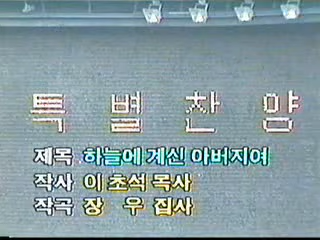 특별찬양
제목 하늘에 계신 아버지여
작사 이초석 목사
작곡 장 우 집사